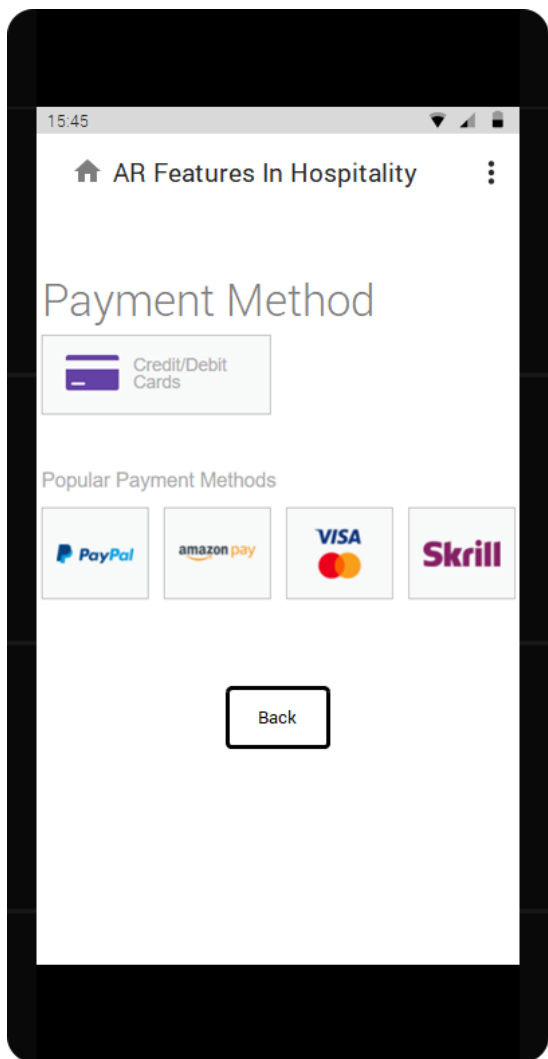 15:45
AR Features In Hospitality
Payment Method
Credit/Debit
Cards
Popular Payment Methods
PayPal
amazon pay
VISA
Skrill
Back